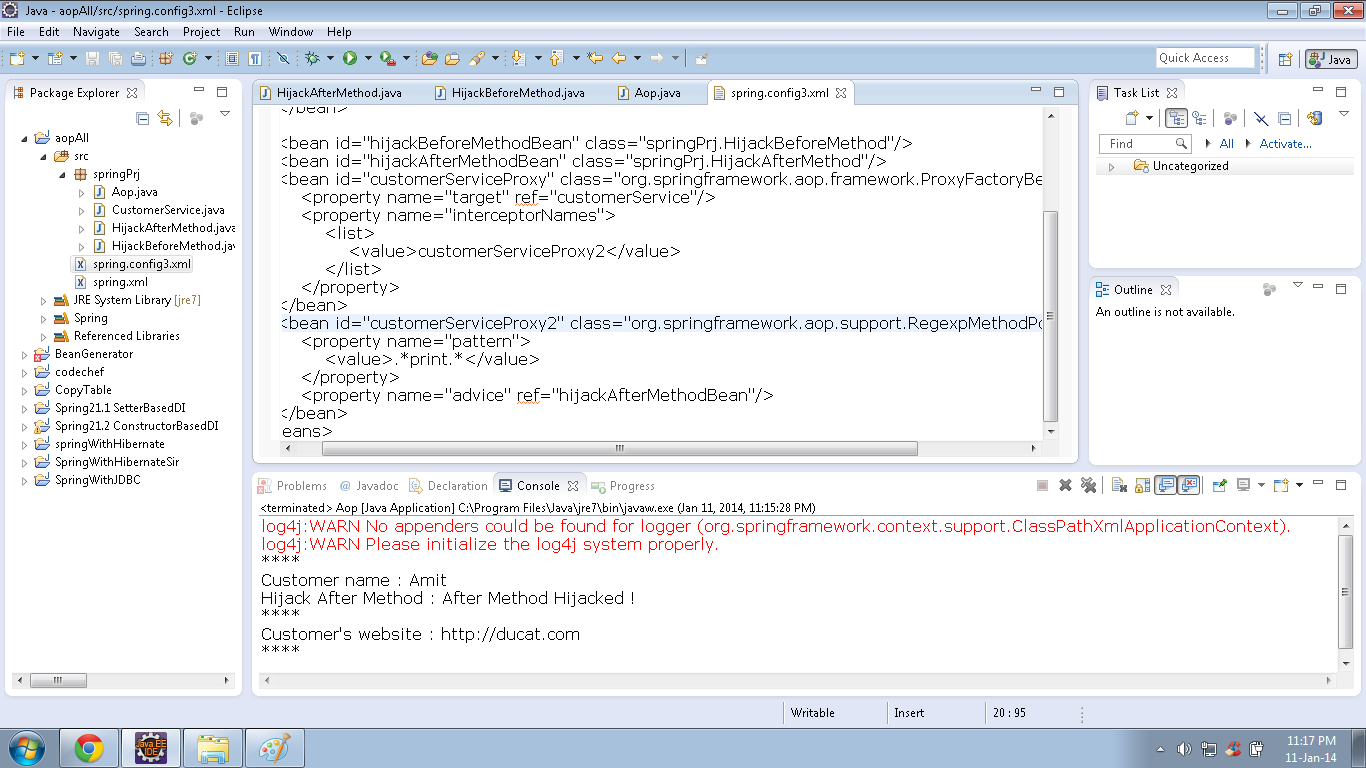 Java - aopAll/src/spring.config3.xml - Eclipse
File Edit Navigate Search Project Run Window Help
Quick Access
Java
Package Explorer
aopAll
src
springPrj
Aop.java
CustomerService.java
HijackAfterMethod.java
HijackBeforeMethod.jav
spring.config3.xml
spring.xml
JRE System Library [jre7]
Spring
Referenced Libraries
BeanGenerator
codechef
CopyTable
Spring21.1 SetterBasedDI
Spring21.2 ConstructorBasedDI
springWithHibernate
SpringWithHibernateSir
SpringWithJDBC
HijackAfterMethod.java HijackBeforeMethod.java Aop.java spring.config3.xml
</bean>
<bean id="hijackBeforeMethodBean" class="springPrj.HijackBeforeMethod"/>
<bean id="hijackAfterMethodBean" class="springPrj.HijackAfterMethod"/>
<bean id="customerServiceProxy" class="org.springframework.aop.framework.ProxyFactoryBe
<property name="target" ref="customerService"/>
<property name="interceptorNames">
<list>
<value>customerServiceProxy2</value>
</list>
</property>
</bean>
<bean id="customerServiceProxy2" class="org.springframework.aop.support.RegexpMethodPo
<property name="pattern">
<value>.*print.*</value>
</property>
<property name="advice" ref="hijackAfterMethodBean"/>
</bean>
eans>
Task List
Find All Activate...
Uncategorized
Outline
An outline is not available.
Problems @ Javadoc Declaration Console Progress
<terminated> Aop [Java Application] C:\Program Files\Java\jre7\bin\javaw.exe (Jan 11, 2014, 11:15:28 PM)
log4j:WARN No appenders could be found for logger (org.springframework.context.support.ClassPathXmlApplicationContext).
log4j:WARN Please initialize the log4j system properly.
****
Customer name : Amit
Hijack After Method : After Method Hijacked !
****
Customer's website : http://ducat.com
****
Writable Insert 20 : 95
Java EE
IDE
11:17 PM
11-Jan-14